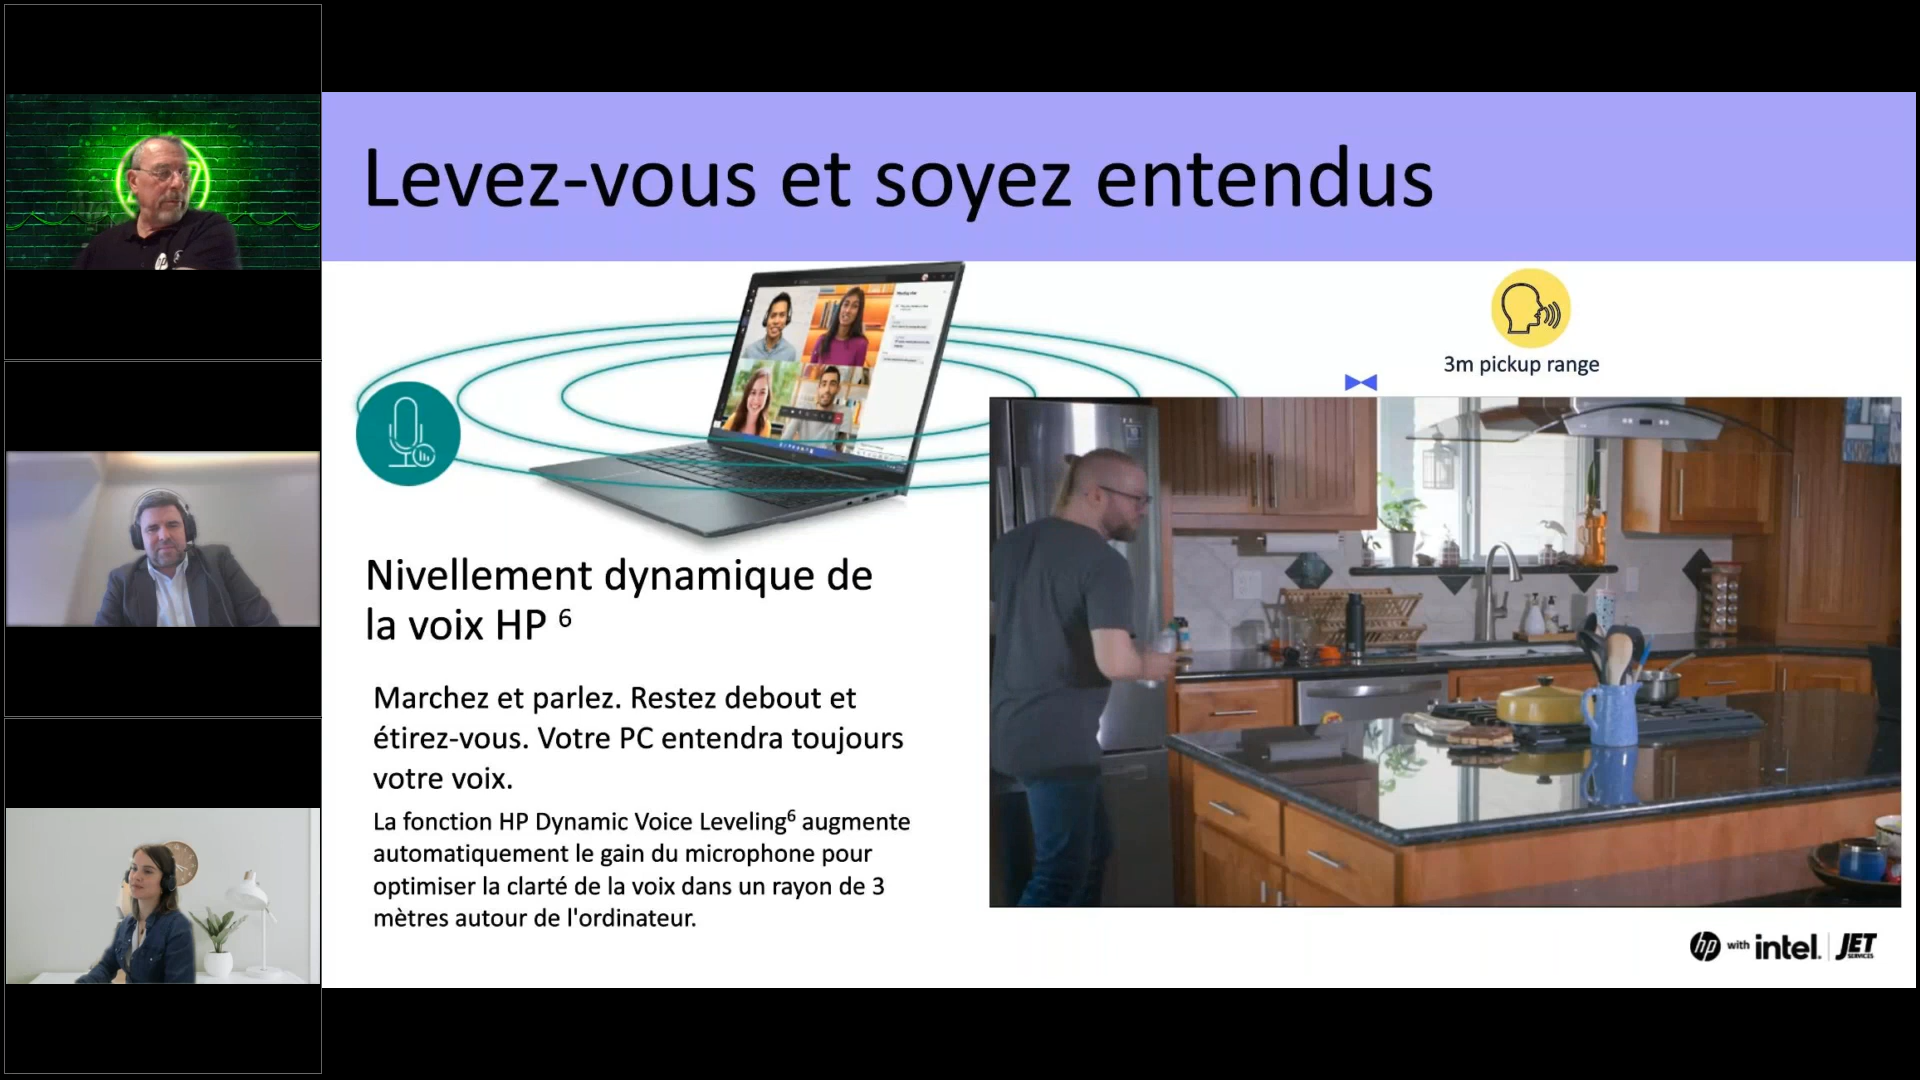 Levez-vous et soyez entendus
3m pickup range
Nivellement dynamique de
la voix HP 6
Marchez et parlez. Restez debout et
étirez-vous. Votre PC entendra toujours
votre voix.
La fonction HP Dynamic Voice Leveling6 augmente
automatiquement le gain du microphone pour
optimiser la clarté de la voix dans un rayon de 3
mètres autour de l'ordinateur.
hp with intel. JET
SERVICES